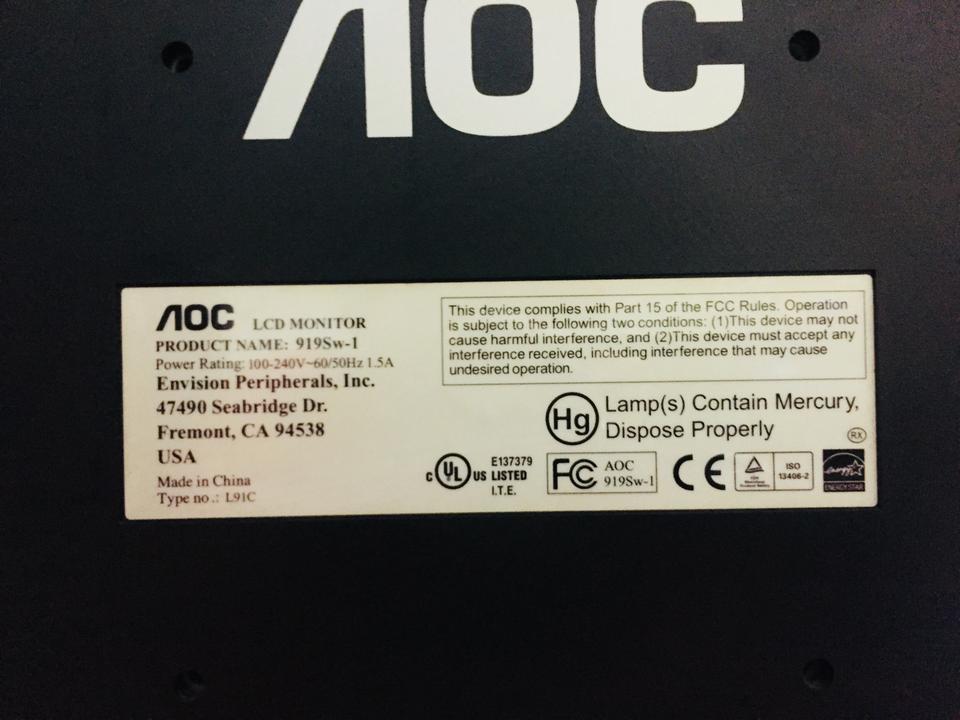 AOC
AOC LCD MONITOR
PRODUCT NAME: 919Sw-1
Power Rating: 100-240V~60/50Hz 1.5A
Envision Peripherals, Inc.
47490 Seabridge Dr.
Fremont, CA 94538
USA
Made in China
Type no.: L91C
This device complies with Part 15 of the FCC Rules. Operation
is subject to the following two conditions: (1)This device may not
cause harmful interference, and (2)This device must accept any
interference received, including interference that may cause
undesired operation.
Hg
Lamp(s) Contain Mercury,
Dispose Properly
RX
c UL US LISTED
E137379
I.T.E.
FC AOC
919Sw-1
CE
ISO
13406-2
energy
ENERGY STAR